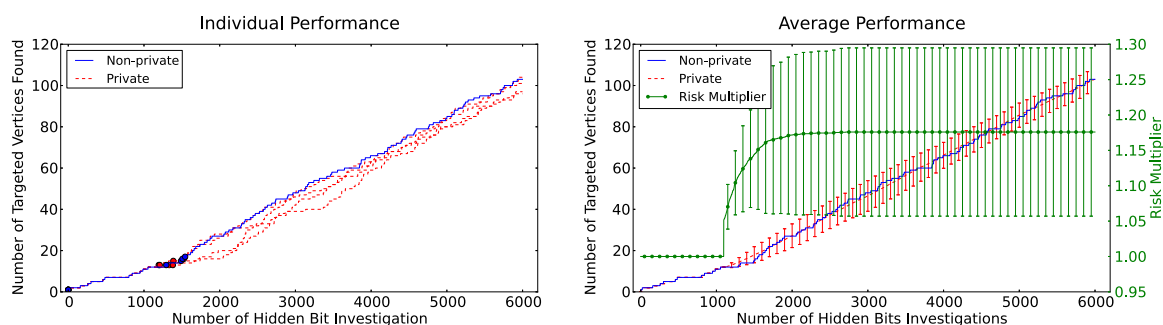 Individual Performance
Number of Targeted Vertices Found
120
100
80
60
40
20
0
Non-private
Private
0 1000 2000 3000 4000 5000 6000
Number of Hidden Bit Investigation
Average Performance
Number of Targeted Vertices Found
120
100
80
60
40
20
0
Non-private
Private
Risk Multiplier
0 1000 2000 3000 4000 5000 6000
Number of Hidden Bits Investigations
1.30
1.25
1.20
1.15
1.10
1.05
1.00
0.95
Risk Multiplier